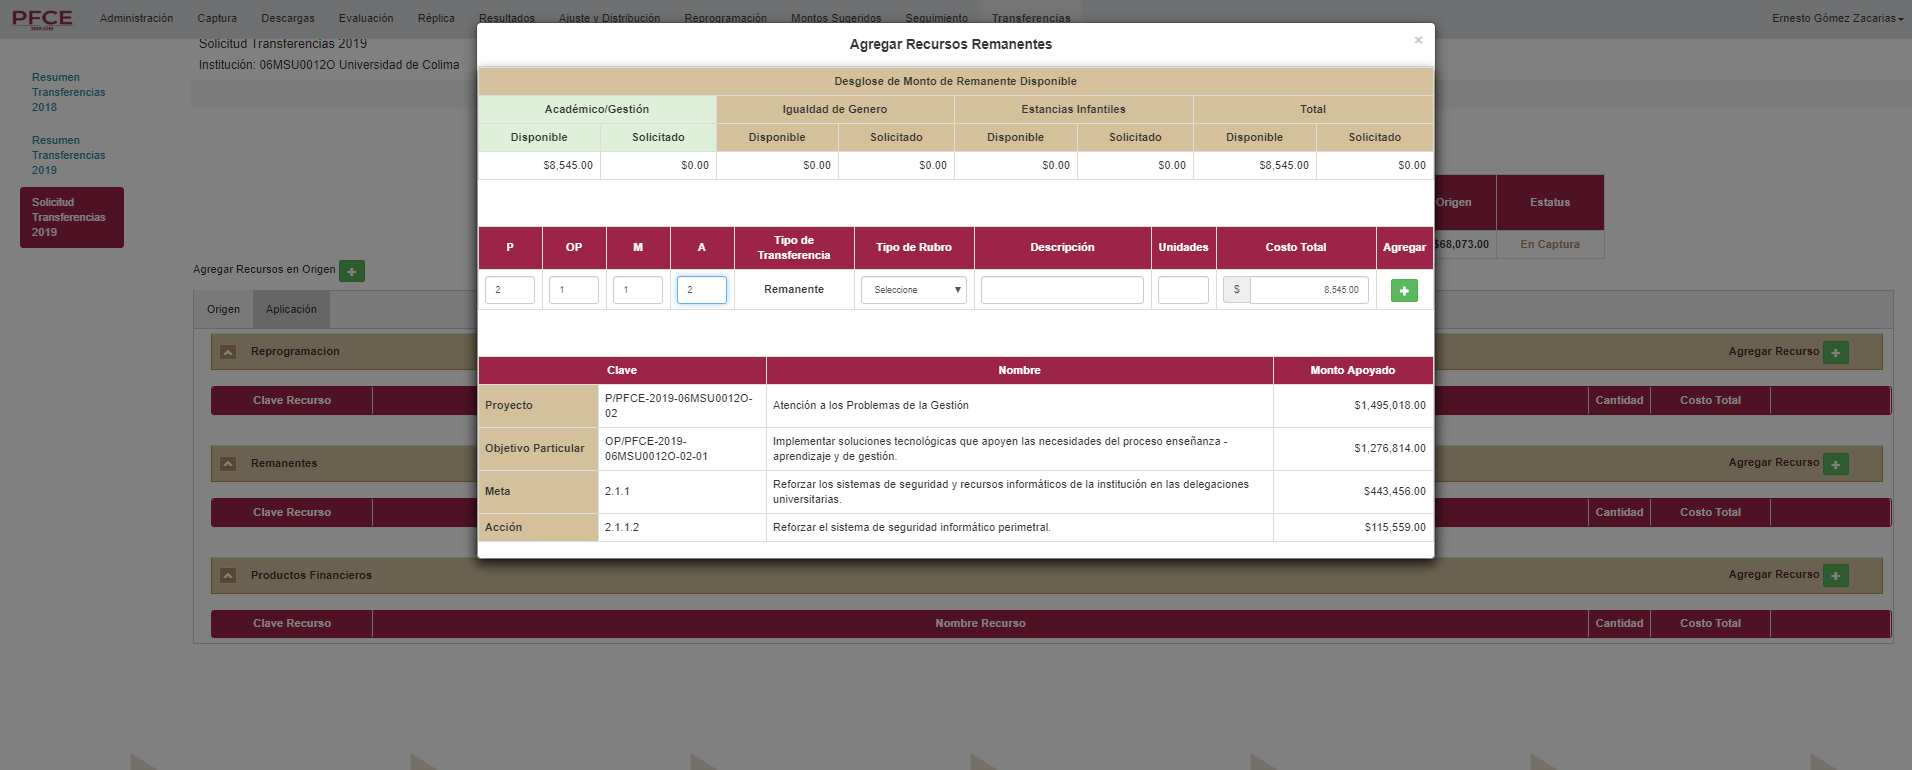 PFCE
Administración Captura Descargas Evaluación Réplica Resultados Ajuste y Distribución Reprogramación Montos Sugeridos Seguimiento Transferencias Ernesto Gómez Zacarias
Solicitud Transferencias 2019
Institución: 06MSU0012O Universidad de Colima
Resumen
Transferencias
2018
Resumen
Transferencias
2019
Solicitud
Transferencias
2019
Agregar Recursos Remanentes ×
Desglose de Monto de Remanente Disponible
Académico/Gestión Igualdad de Genero Estancias Infantiles Total
Disponible Solicitado Disponible Solicitado Disponible Solicitado Disponible Solicitado
$8,545.00 $0.00 $0.00 $0.00 $0.00 $0.00 $8,545.00 $0.00
Origen Estatus
$68,073.00 En Captura
P OP M A Tipo de Transferencia Tipo de Rubro Descripción Unidades Costo Total Agregar
2 1 1 2 Remanente Seleccione $ 8,545.00
Clave Nombre Monto Apoyado
Proyecto P/PFCE-2019-06MSU0012O-02 Atención a los Problemas de la Gestión $1,495,018.00
Objetivo Particular OP/PFCE-2019-06MSU0012O-02-01 Implementar soluciones tecnológicas que apoyen las necesidades del proceso enseñanza - aprendizaje y de gestión. $1,276,814.00
Meta 2.1.1 Reforzar los sistemas de seguridad y recursos informáticos de la institución en las delegaciones universitarias. $443,456.00
Acción 2.1.1.2 Reforzar el sistema de seguridad informático perimetral. $115,559.00
Agregar Recursos en Origen
Origen Aplicación
Reprogramacion Agregar Recurso
Clave Recurso Cantidad Costo Total
Remanentes Agregar Recurso
Clave Recurso Cantidad Costo Total
Productos Financieros Agregar Recurso
Clave Recurso Nombre Recurso Cantidad Costo Total